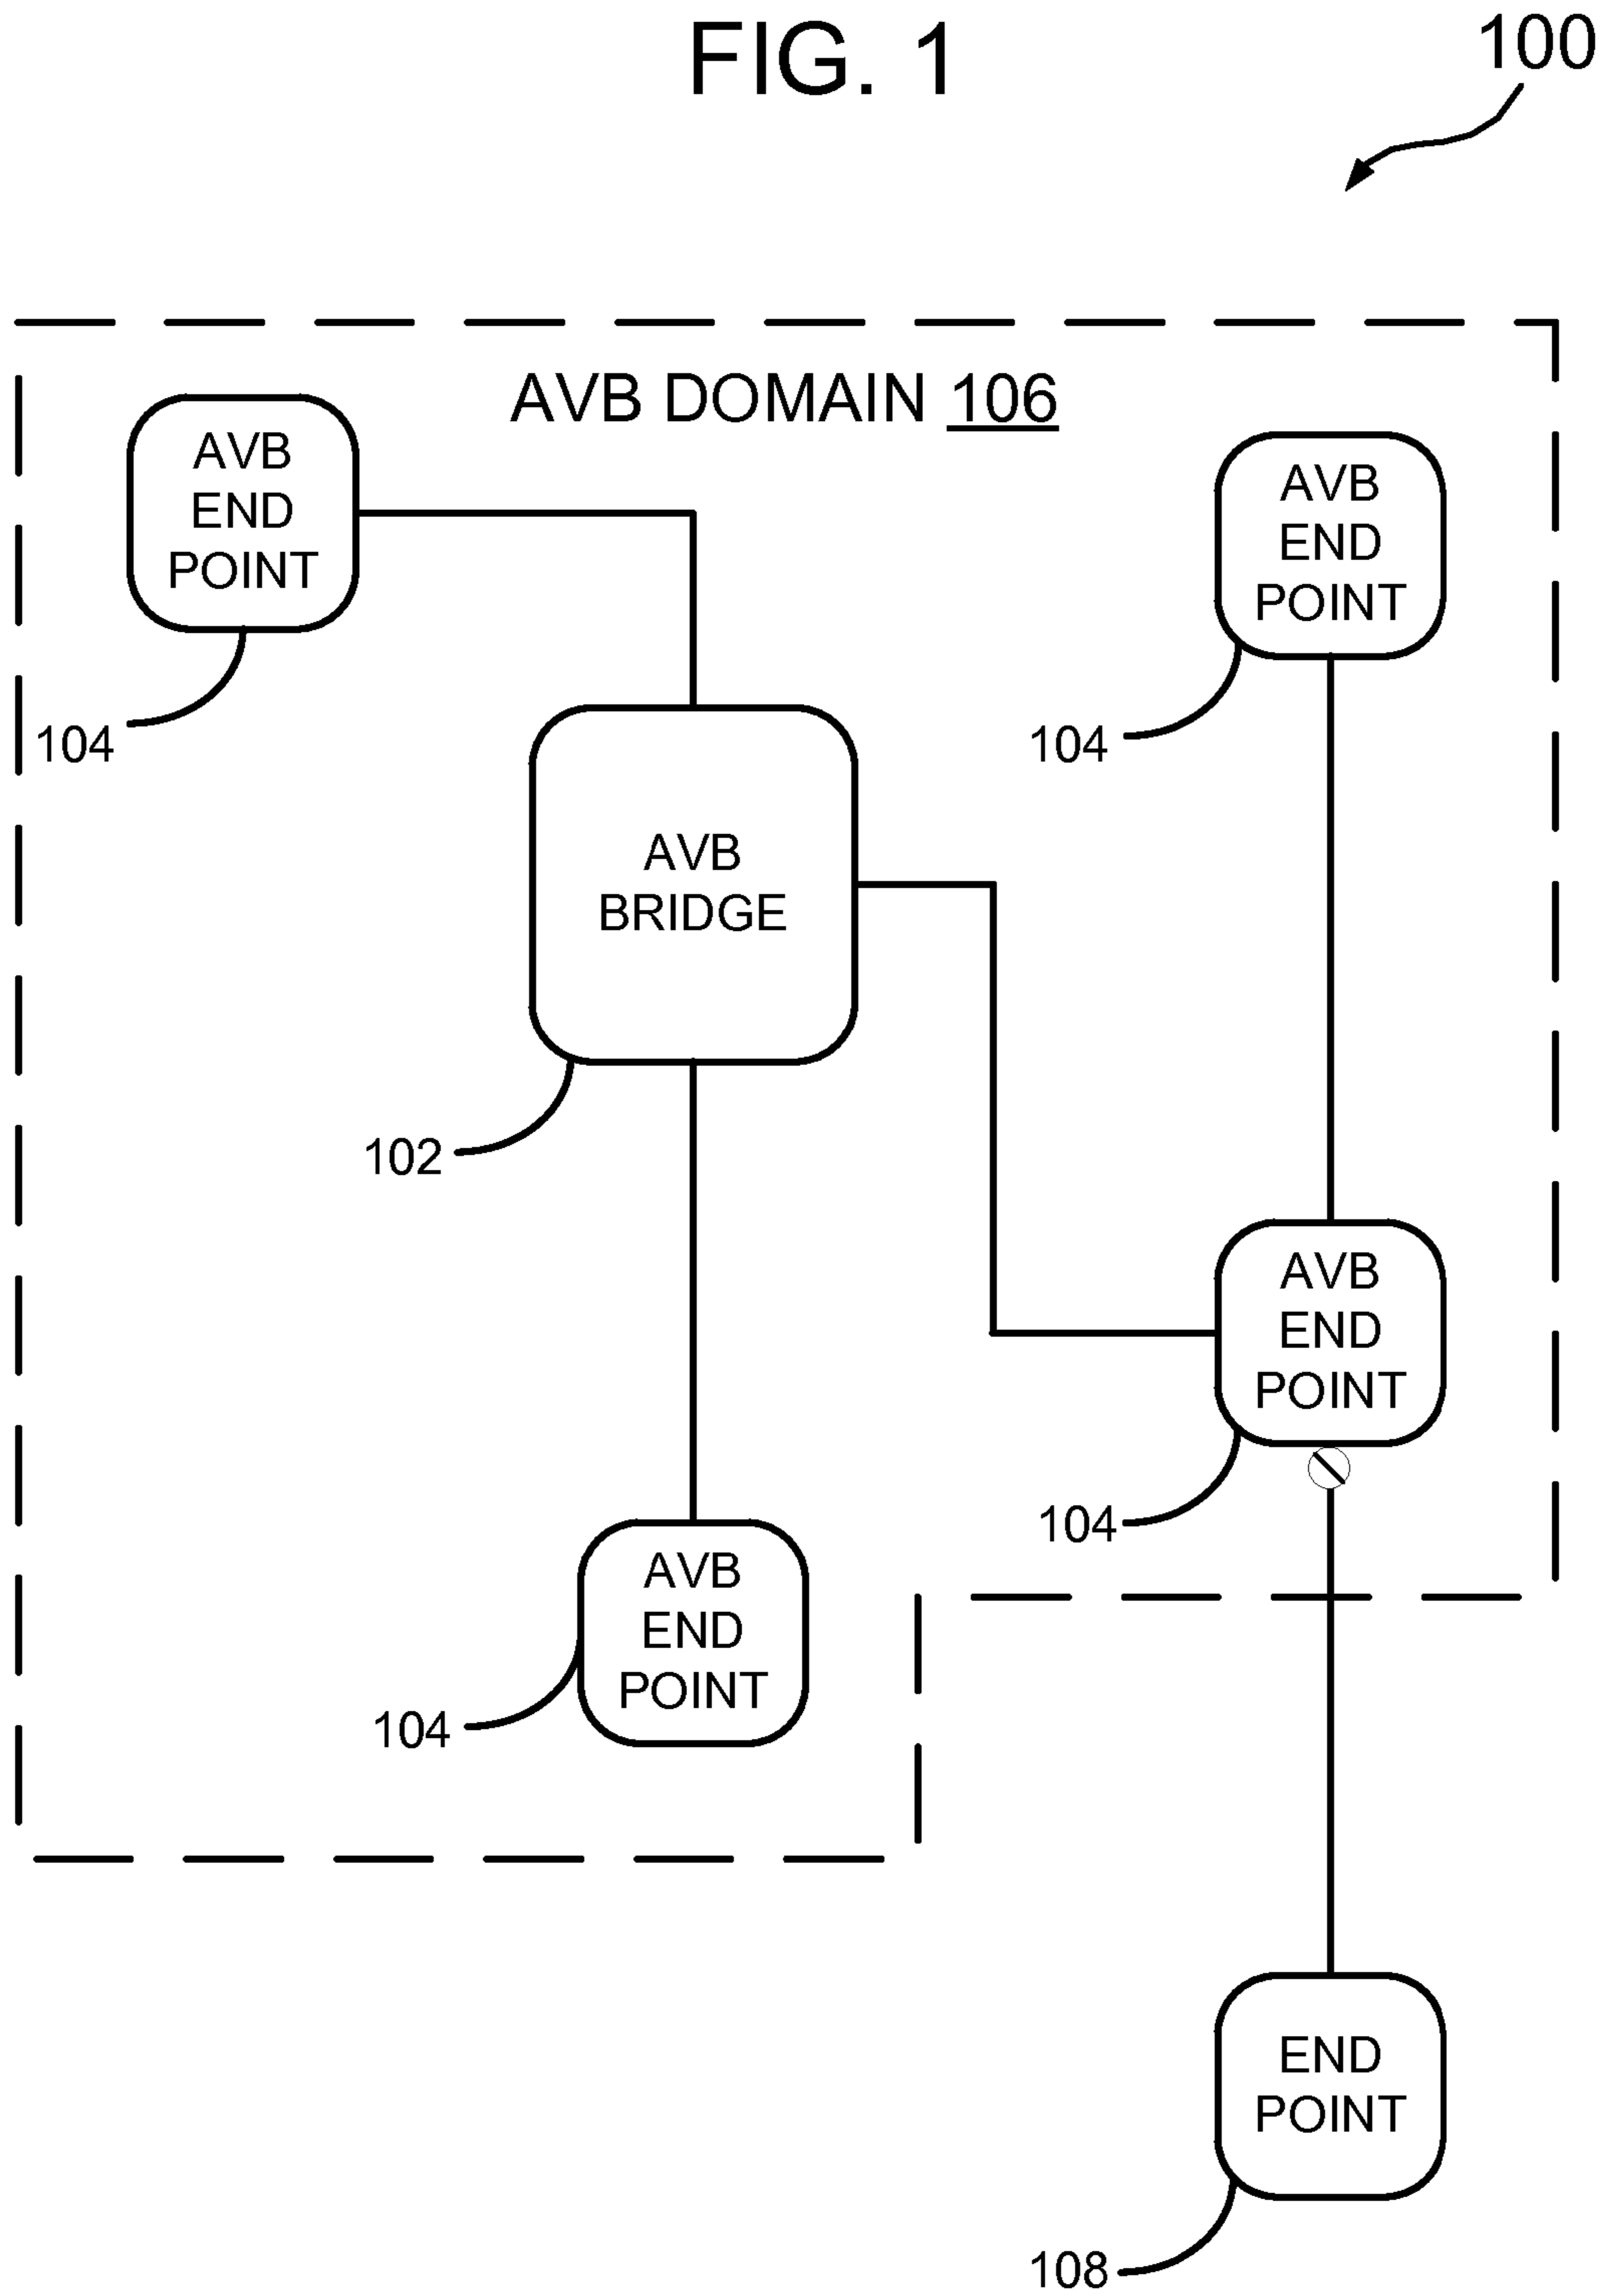 FIG. 1
100
AVB DOMAIN 106
AVB
END
POINT
104
AVB
END
POINT
104
AVB
BRIDGE
102
AVB
END
POINT
104
AVB
END
POINT
104
END
POINT
108